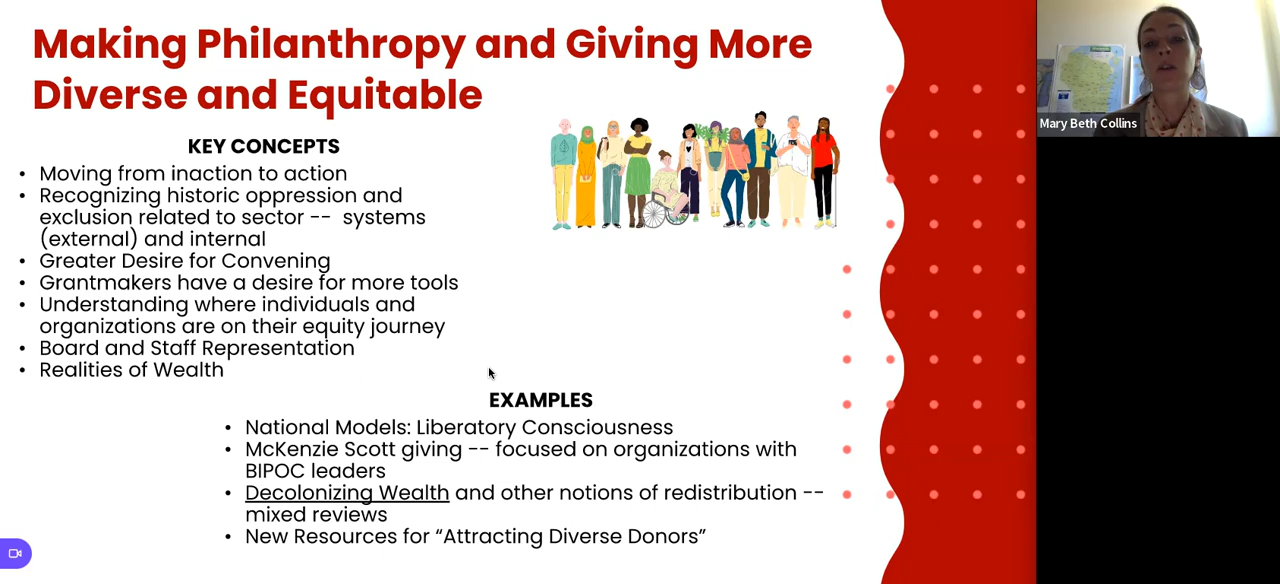 Making Philanthropy and Giving More
Diverse and Equitable
KEY CONCEPTS
• Moving from inaction to action
• Recognizing historic oppression and
exclusion related to sector -- systems
(external) and internal
• Greater Desire for Convening
• Grantmakers have a desire for more tools
• Understanding where individuals and
organizations are on their equity journey
• Board and Staff Representation
• Realities of Wealth
EXAMPLES
• National Models: Liberatory Consciousness
• McKenzie Scott giving -- focused on organizations with
BIPOC leaders
• Decolonizing Wealth and other notions of redistribution --
mixed reviews
• New Resources for “Attracting Diverse Donors”
Mary Beth Collins